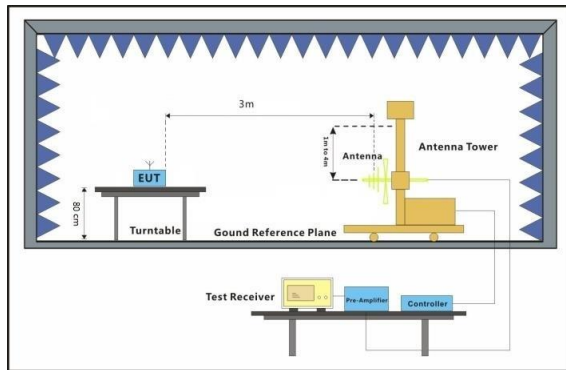 3m
1m to 4m
Antenna
Antenna Tower
EUT
80 cm
Turntable
Gound Reference Plane
Test Receiver
Pre-Amplifier
Controller